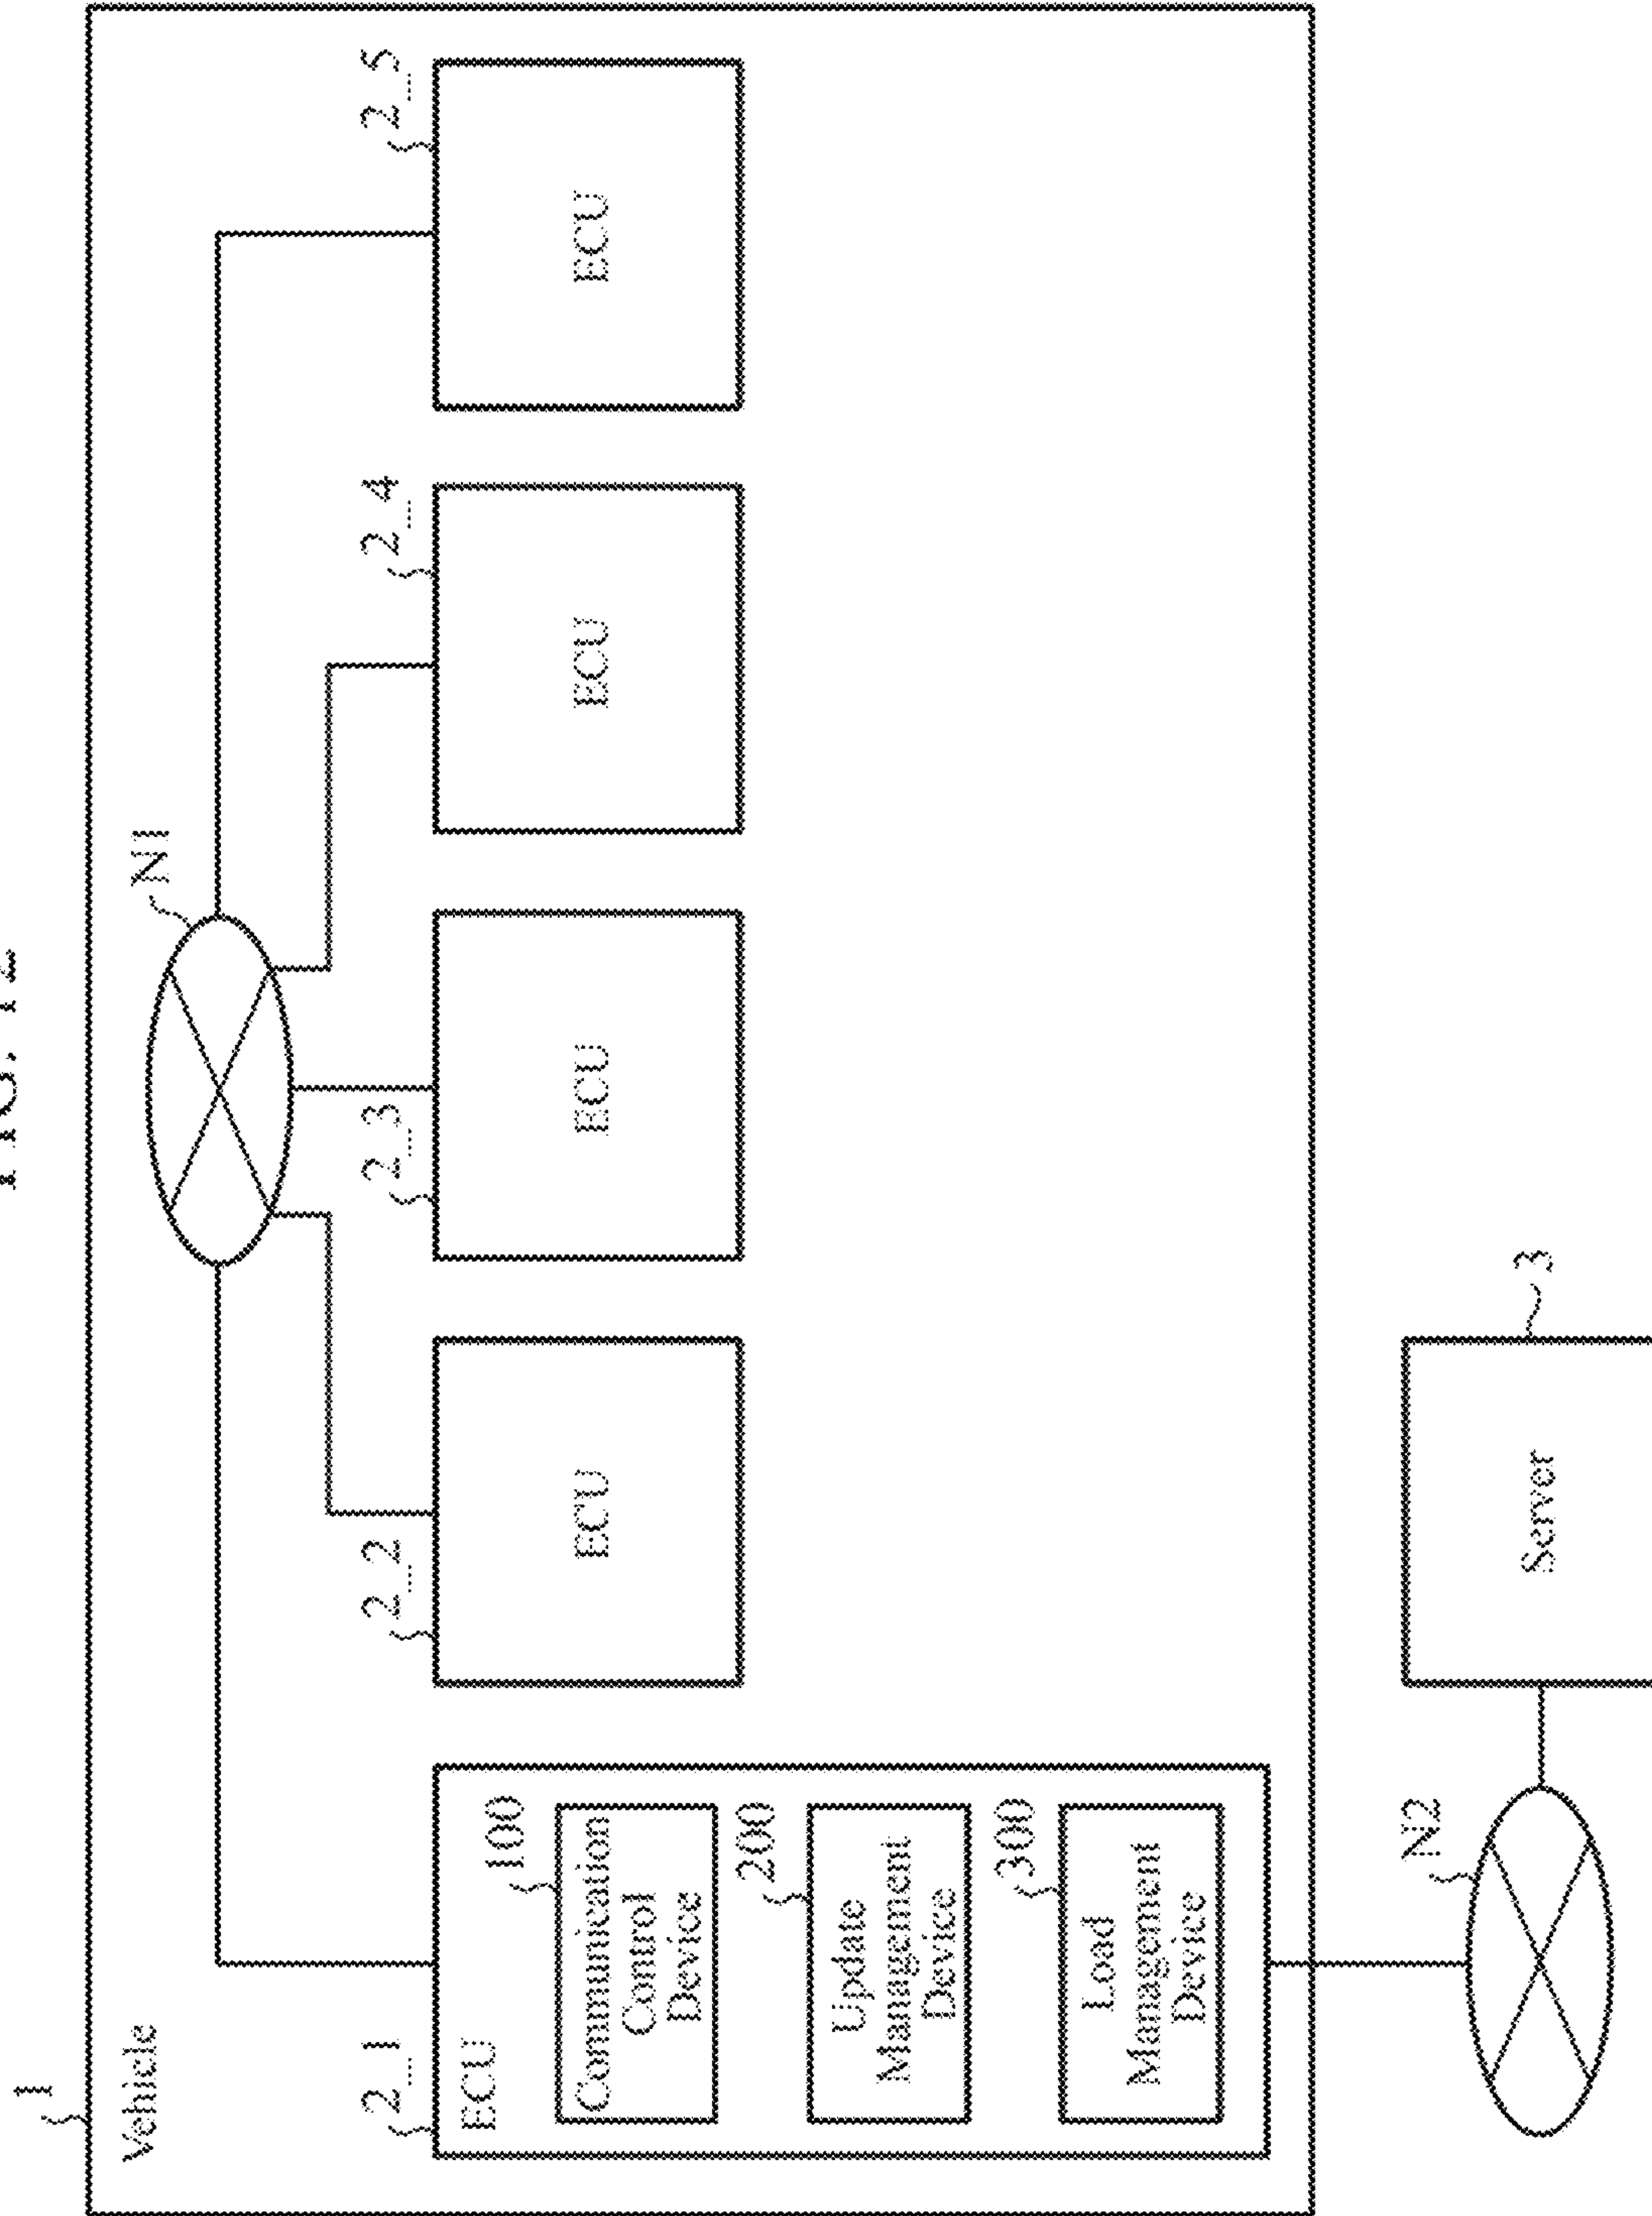 FIG. 12
1
Vehicle
N1
2_1
2_2
2_3
2_4
2_5
ECU
100
Communication
Control
Device
200
Update
Management
Device
300
Load
Management
Device
ECU
ECU
ECU
ECU
N2
3
Server